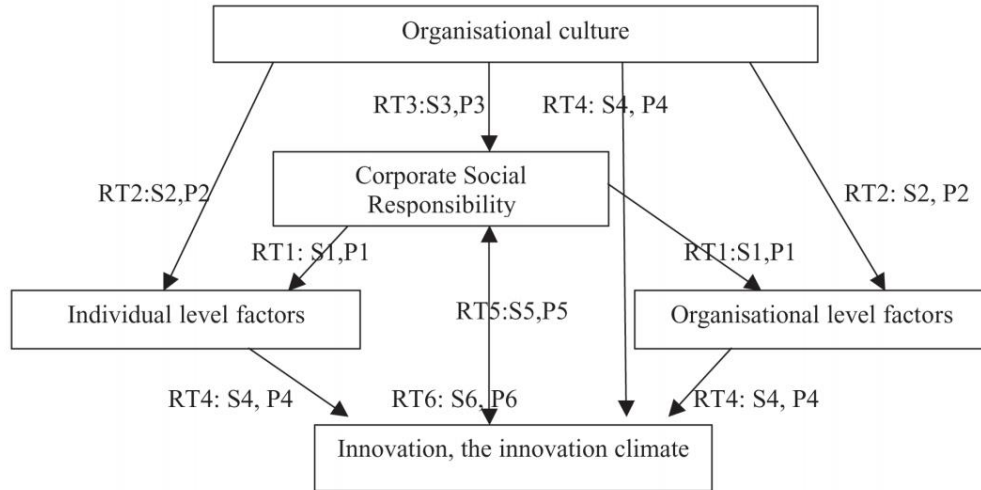 Organisational culture
RT3:S3,P3
RT4: S4, P4
Corporate Social
Responsibility
RT2:S2,P2
RT2: S2, P2
RT1: S1,P1
RT1:S1,P1
Individual level factors
RT5:S5,P5
Organisational level factors
RT4: S4, P4
RT6: S6, P6
RT4: S4, P4
Innovation, the innovation climate